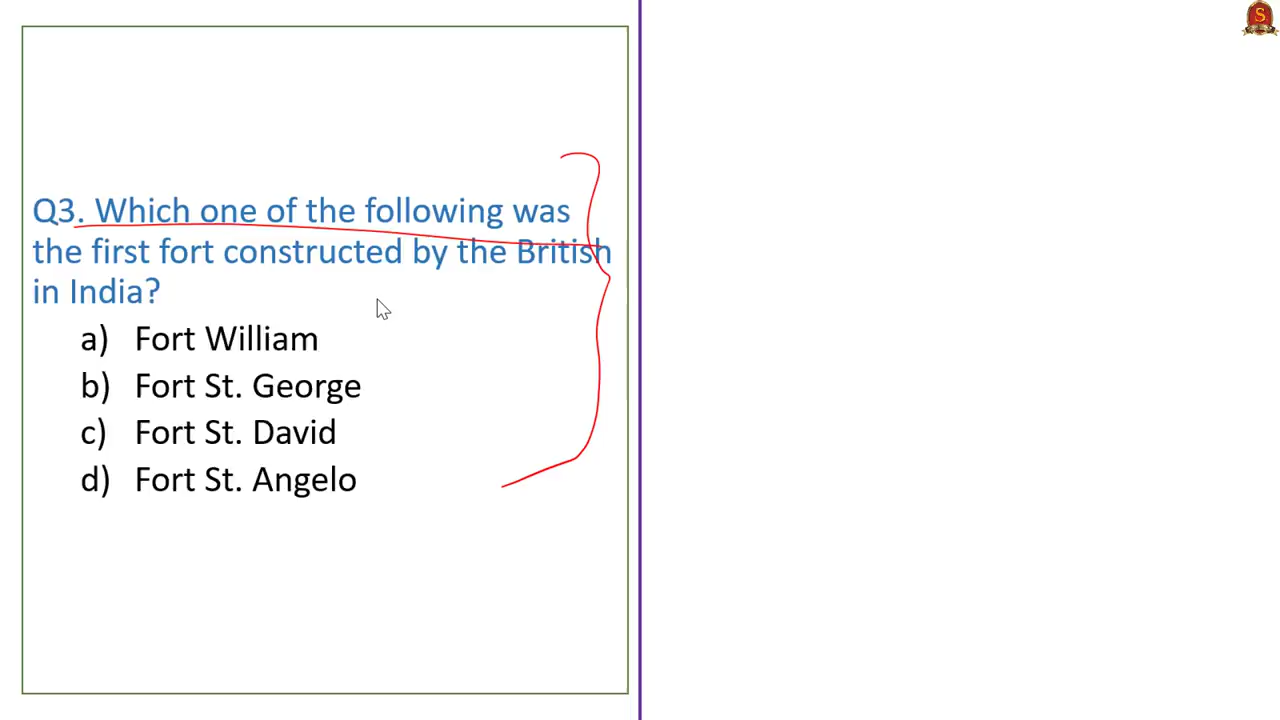 Q3. Which one of the following was
the first fort constructed by the British
in India?
a) Fort William
b) Fort St. George
c) Fort St. David
d) Fort St. Angelo
S